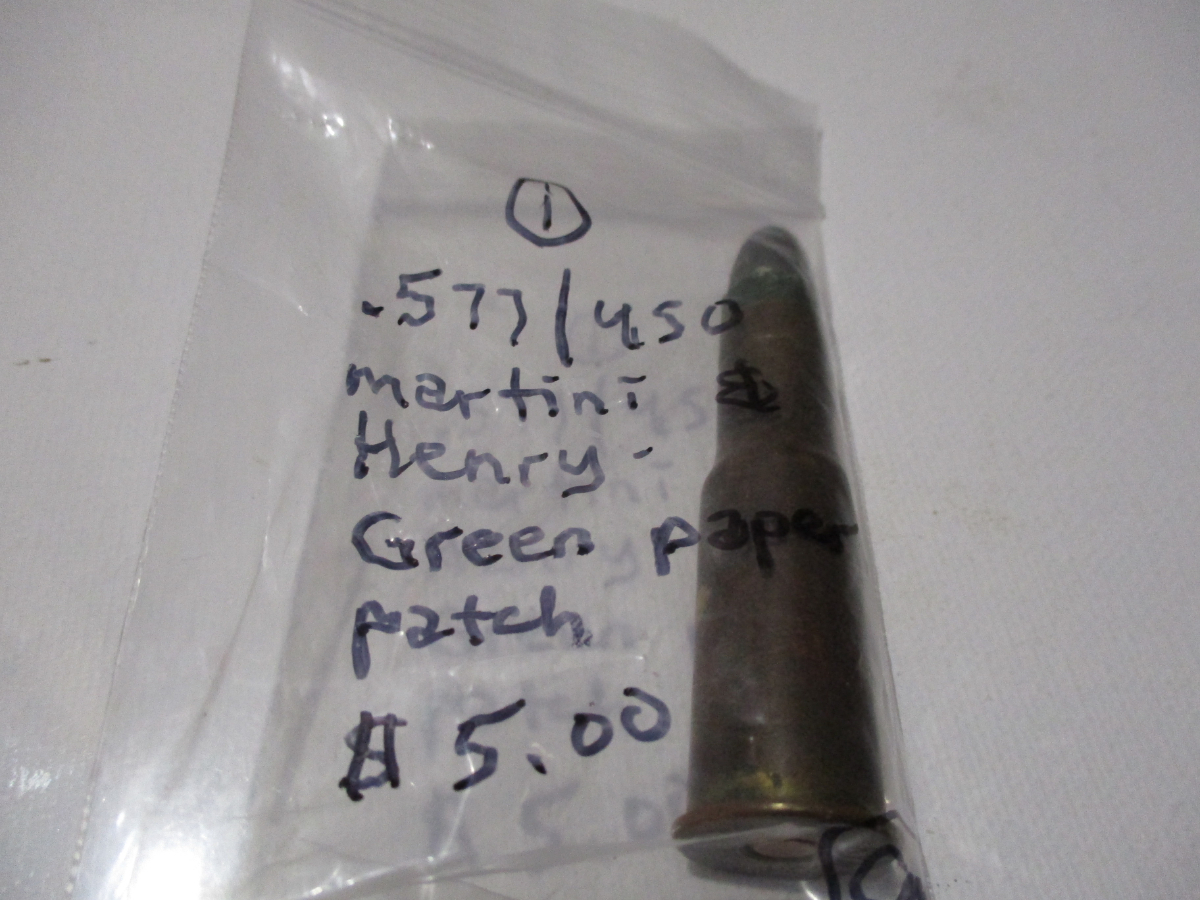 1
.577/450
martini &
Henry -
Green paper
patch
$ 5.00